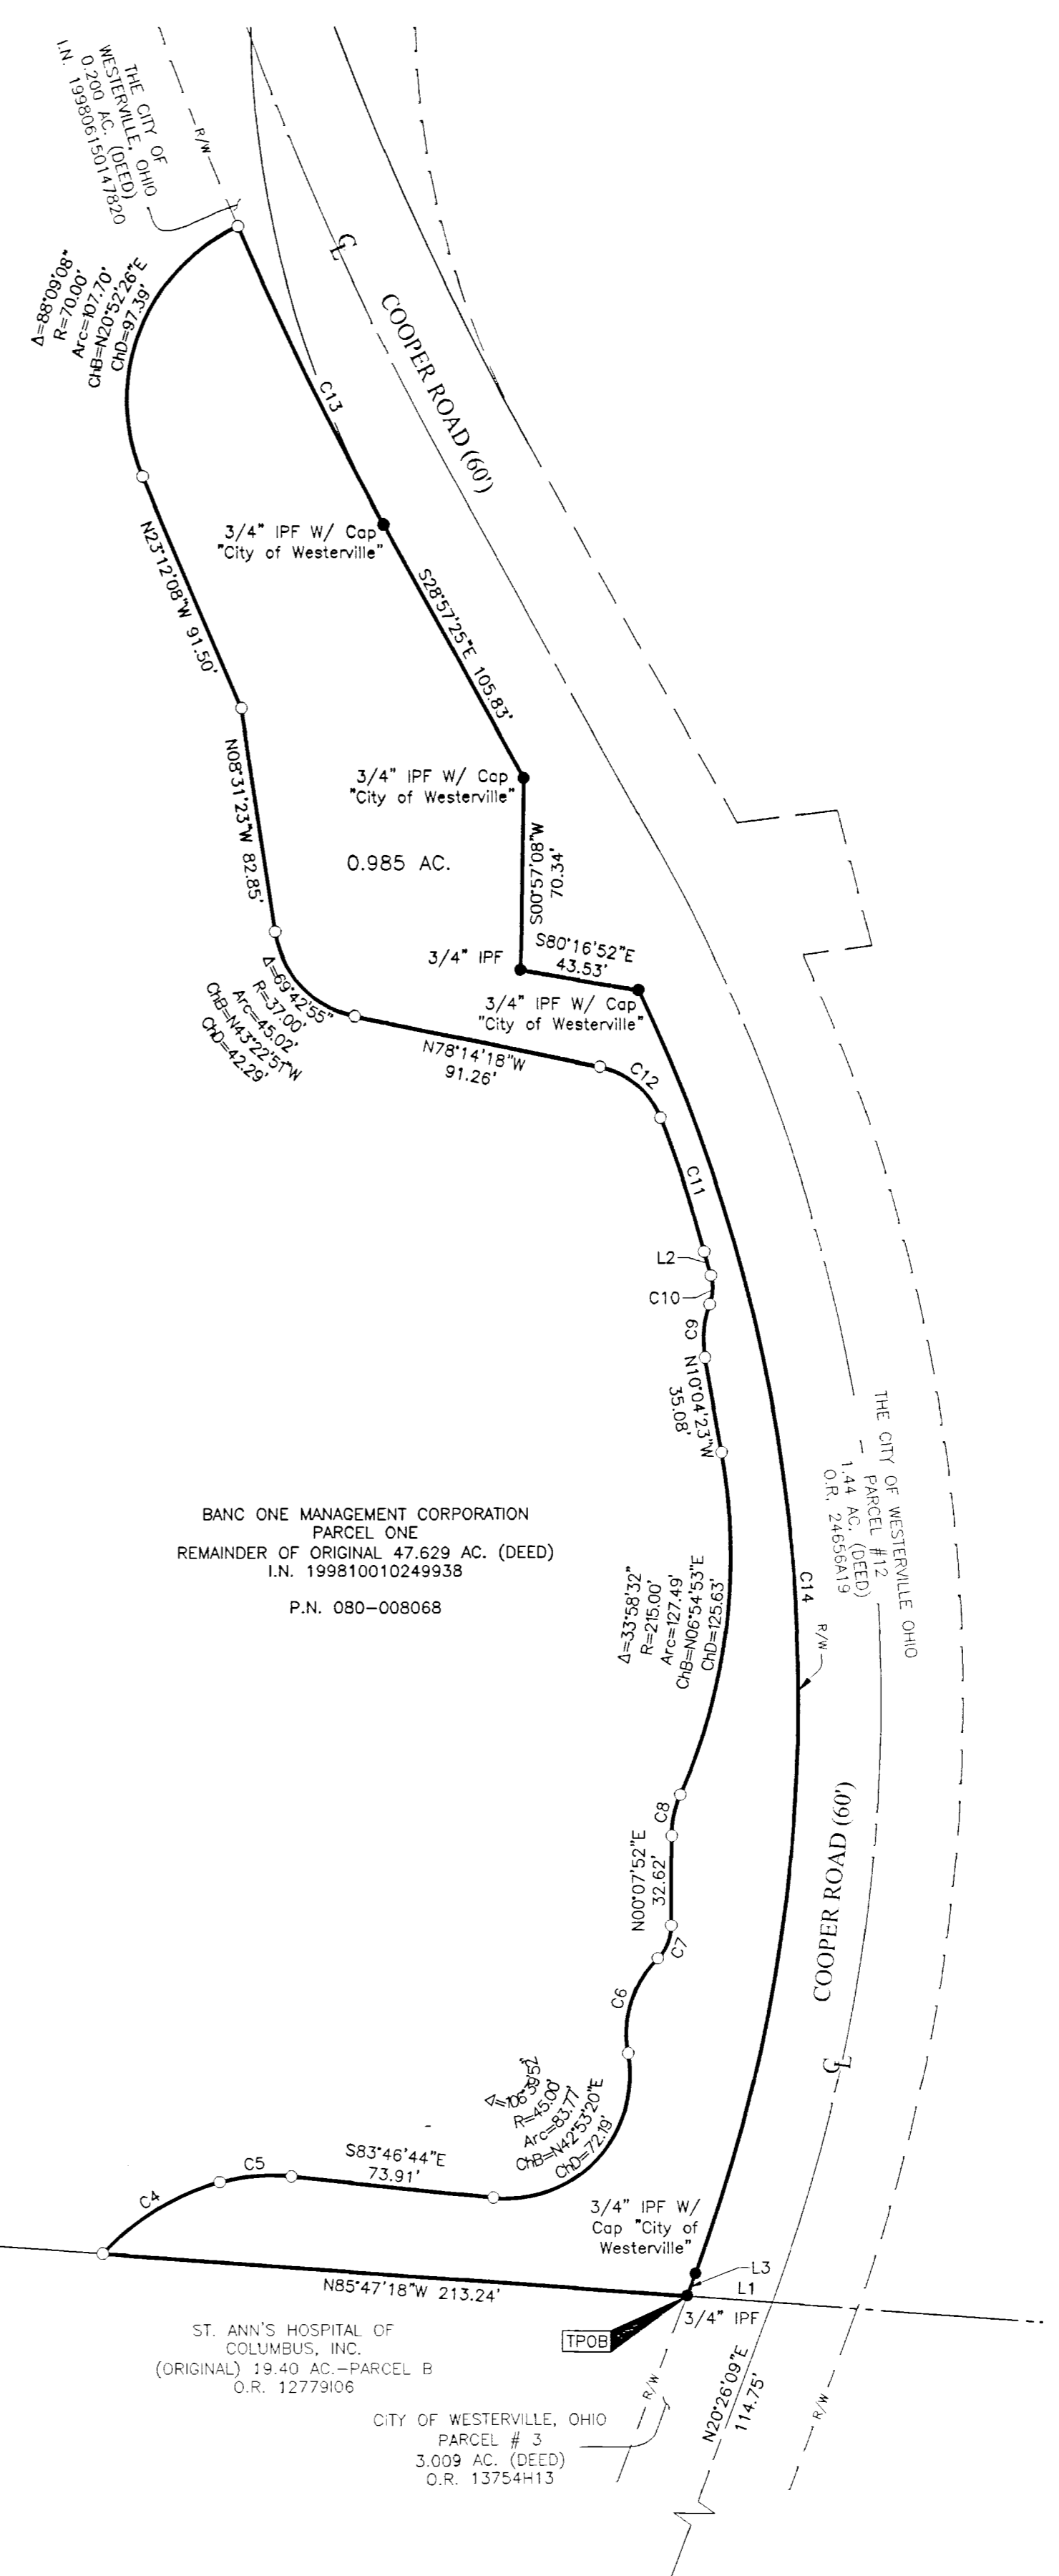 THE CITY OF
WESTERVILLE, OHIO
0.200 AC. (DEED)
I.N. 199806150147820
R/W
℄
COOPER ROAD (60')
Δ=88°09'08"
R=70.00'
Arc=107.70'
ChB=N20°52'26"E
ChD=97.39'
C13
3/4" IPF W/ Cap
"City of Westerville"
N23°12'08"W 91.50'
S28°57'25"E 105.83'
N08°31'23"W 82.85'
3/4" IPF W/ Cap
"City of Westerville"
0.985 AC.
S00°57'08"W
70.34'
3/4" IPF
S80°16'52"E
43.53'
3/4" IPF W/ Cap
"City of Westerville"
Δ=69°42'55"
R=37.00'
Arc=45.02'
ChB=N43°22'51"W
ChD=42.29'
N78°14'18"W
91.26'
C12
C11
L2
C10
C9
N10°04'23"W
35.08'
THE CITY OF WESTERVILLE OHIO
PARCEL #12
1.44 AC. (DEED)
O.R. 24656A19
BANC ONE MANAGEMENT CORPORATION
PARCEL ONE
REMAINDER OF ORIGINAL 47.629 AC. (DEED)
I.N. 199810010249938
P.N. 080-008068
Δ=33°58'32"
R=215.00'
Arc=127.49'
ChB=N06°54'53"E
ChD=125.63'
C14
R/W
C8
N00°07'52"E
32.62'
COOPER ROAD (60')
C7
C6
℄
Δ=106°39'52"
R=45.00'
Arc=83.77'
ChB=N42°53'20"E
ChD=72.19'
S83°46'44"E
73.91'
C5
C4
3/4" IPF W/
Cap "City of
Westerville"
L3
L1
N85°47'18"W 213.24'
3/4" IPF
TPOB
ST. ANN'S HOSPITAL OF
COLUMBUS, INC.
(ORIGINAL) 19.40 AC.-PARCEL B
O.R. 12779I06
R/W
N20°26'09"E
114.75'
R/W
CITY OF WESTERVILLE, OHIO
PARCEL # 3
3.009 AC. (DEED)
O.R. 13754H13